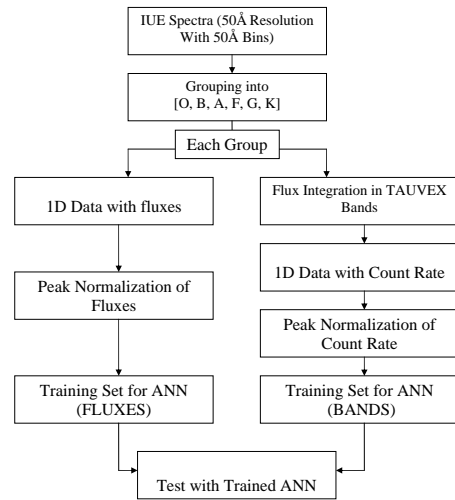 IUE Spectra (50Å Resolution
With 50Å Bins)
Grouping into
[O, B, A, F, G, K]
Each Group
1D Data with fluxes
Peak Normalization of
Fluxes
Training Set for ANN
(FLUXES)
Flux Integration in TAUVEX
Bands
1D Data with Count Rate
Peak Normalization of
Count Rate
Training Set for ANN
(BANDS)
Test with Trained ANN